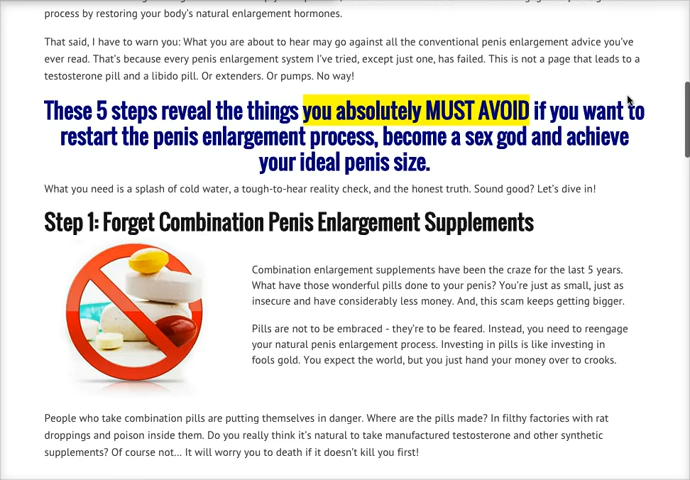 process by restoring your body's natural enlargement hormones.
That said, I have to warn you: What you are about to hear may go against all the conventional penis enlargement advice you've
ever read. That's because every penis enlargement system I've tried, except just one, has failed. This is not a page that leads to a
testosterone pill and a libido pill. Or extenders. Or pumps. No way!
These 5 steps reveal the things you absolutely MUST AVOID if you want to
restart the penis enlargement process, become a sex god and achieve
your ideal penis size.
What you need is a splash of cold water, a tough-to-hear reality check, and the honest truth. Sound good? Let's dive in!
Step 1: Forget Combination Penis Enlargement Supplements
Combination enlargement supplements have been the craze for the last 5 years.
What have those wonderful pills done to your penis? You're just as small, just as
insecure and have considerably less money. And, this scam keeps getting bigger.
Pills are not to be embraced - they're to be feared. Instead, you need to reengage
your natural penis enlargement process. Investing in pills is like investing in
fools gold. You expect the world, but you just hand your money over to crooks.
People who take combination pills are putting themselves in danger. Where are the pills made? In filthy factories with rat
droppings and poison inside them. Do you really think it's natural to take manufactured testosterone and other synthetic
supplements? Of course not... It will worry you to death if it doesn't kill you first!